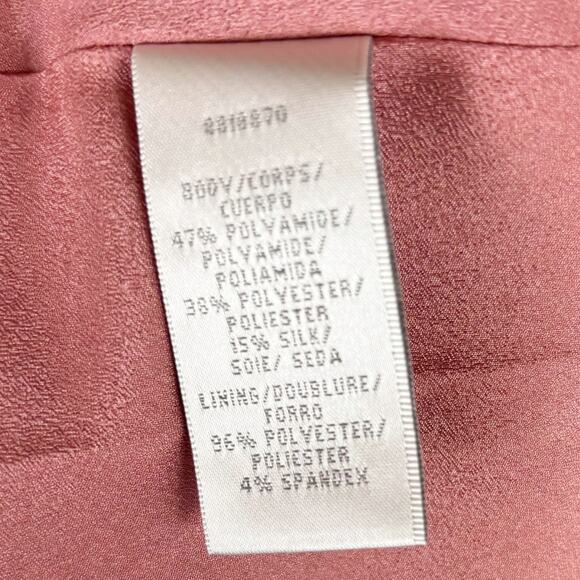 8818870
BODY/CORPS/
CUERPO
47% POLYAMIDE/
POLYAMIDE/
POLIAMIDA
38% POLYESTER/
POLIESTER
15% SILK/
SOIE/ SEDA
LINING/DOUBLURE/
FORRO
96% POLYESTER/
POLIESTER
4% SPANDEX